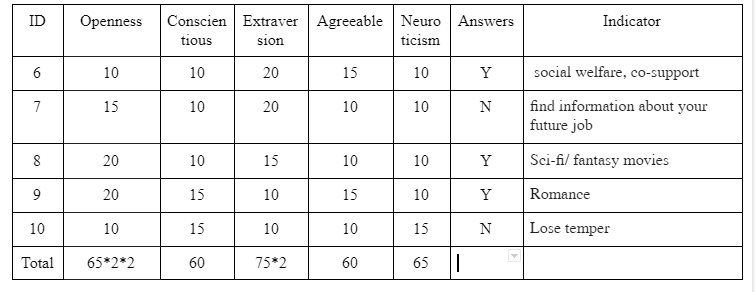 ID Openness Conscien tious Extraver sion Agreeable Neuro ticism Answers Indicator
6 10 10 20 15 10 Y social welfare, co-support
7 15 10 20 10 10 N find information about your future job
8 20 10 15 10 10 Y Sci-fi/ fantasy movies
9 20 15 10 15 10 Y Romance
10 10 15 10 10 15 N Lose temper
Total 65*2*2 60 75*2 60 65